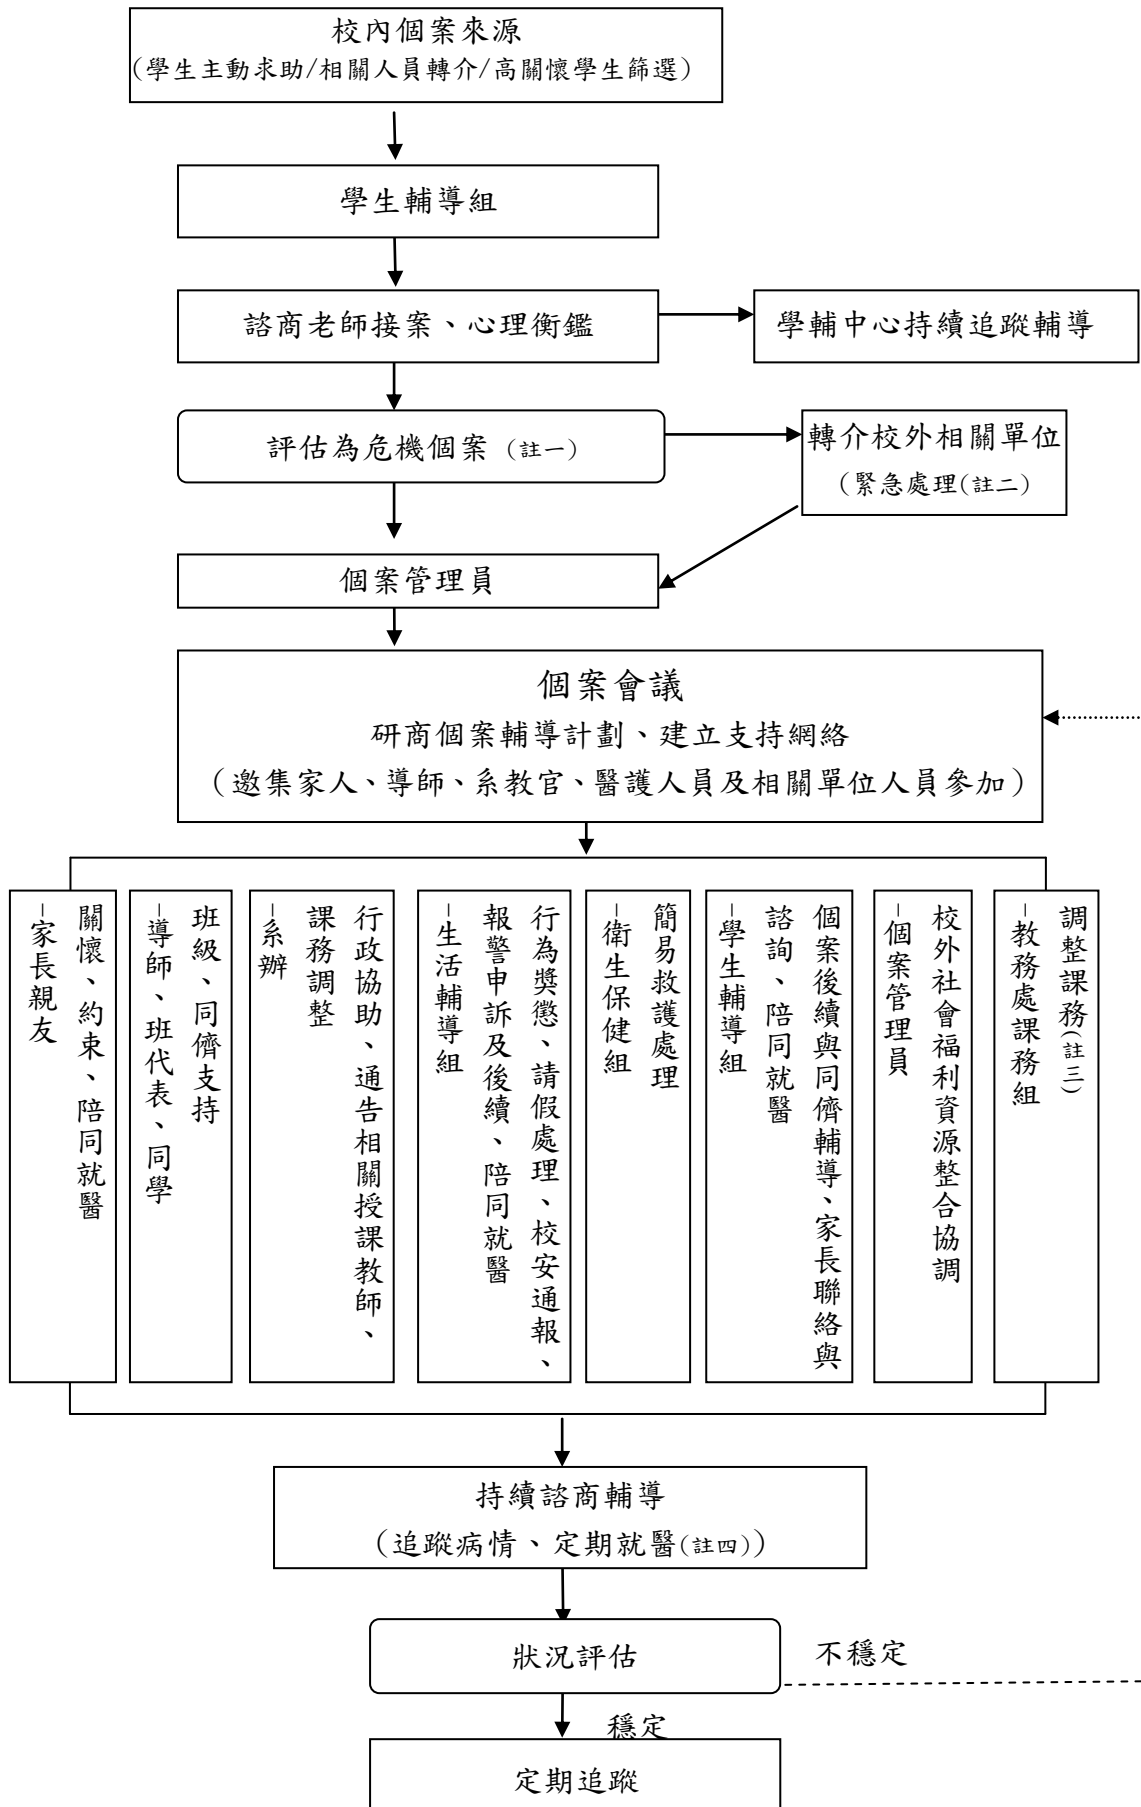 校內個案來源
(學生主動求助/相關人員轉介/高關懷學生篩選)
學生輔導組
諮商老師接案、心理衡鑑
學輔中心持續追蹤輔導
評估為危機個案 (註一)
轉介校外相關單位
(緊急處理(註二)
個案管理員
個案會議
研商個案輔導計劃、建立支持網絡
(邀集家人、導師、系教官、醫護人員及相關單位人員參加)
調整課務(註三)
–教務處課務組
校外社會福利資源整合協調
–個案管理員
個案後續與同儕輔導、家長聯絡與
諮詢、陪同就醫
–學生輔導組
簡易救護處理
–衛生保健組
行為獎懲、請假處理、校安通報、
報警申訴及後續、陪同就醫
–生活輔導組
行政協助、通告相關授課教師、
課務調整
–系辦
班級、同儕支持
–導師、班代表、同學
關懷、約束、陪同就醫
–家長親友
持續諮商輔導
(追蹤病情、定期就醫(註四))
狀況評估
不穩定
穩定
定期追蹤